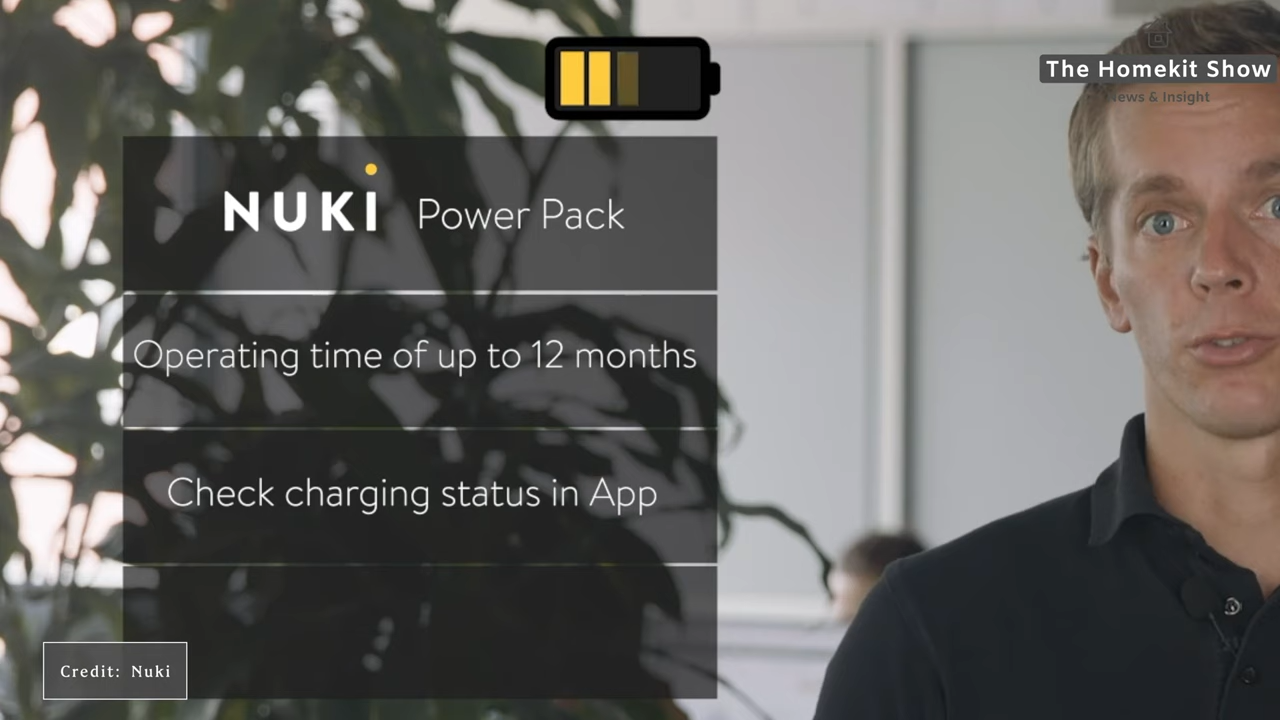 The Homekit Show
News & Insight
NUKI Power Pack
Operating time of up to 12 months
Check charging status in App
Credit: Nuki